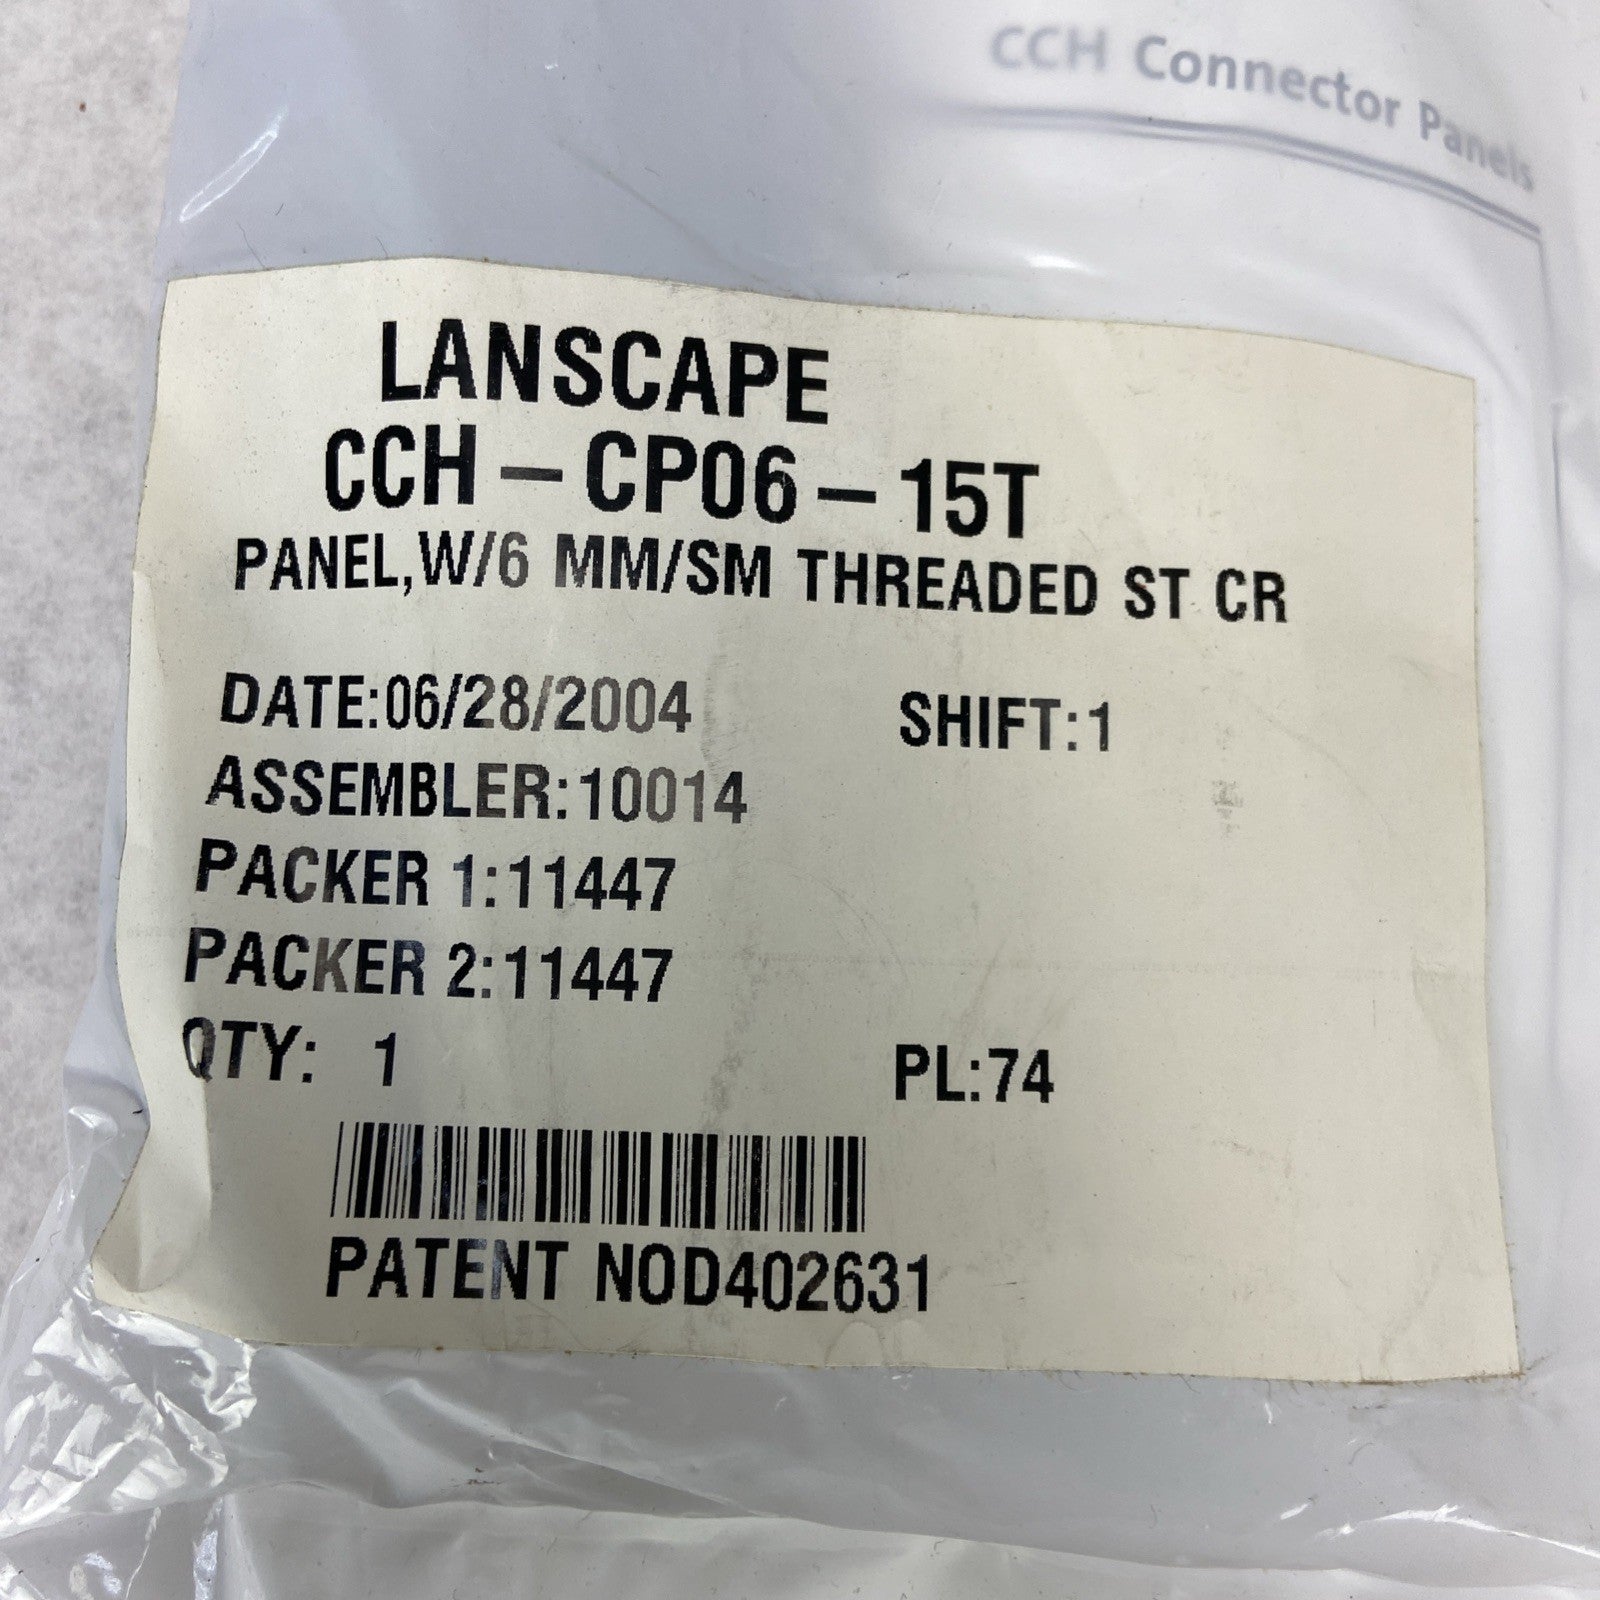 CCH Connector Panels
LANSCAPE
CCH-CP06-15T
PANEL,W/6 MM/SM THREADED ST CR
DATE:06/28/2004 SHIFT:1
ASSEMBLER:10014
PACKER 1:11447
PACKER 2:11447
QTY: 1 PL:74
PATENT NOD402631